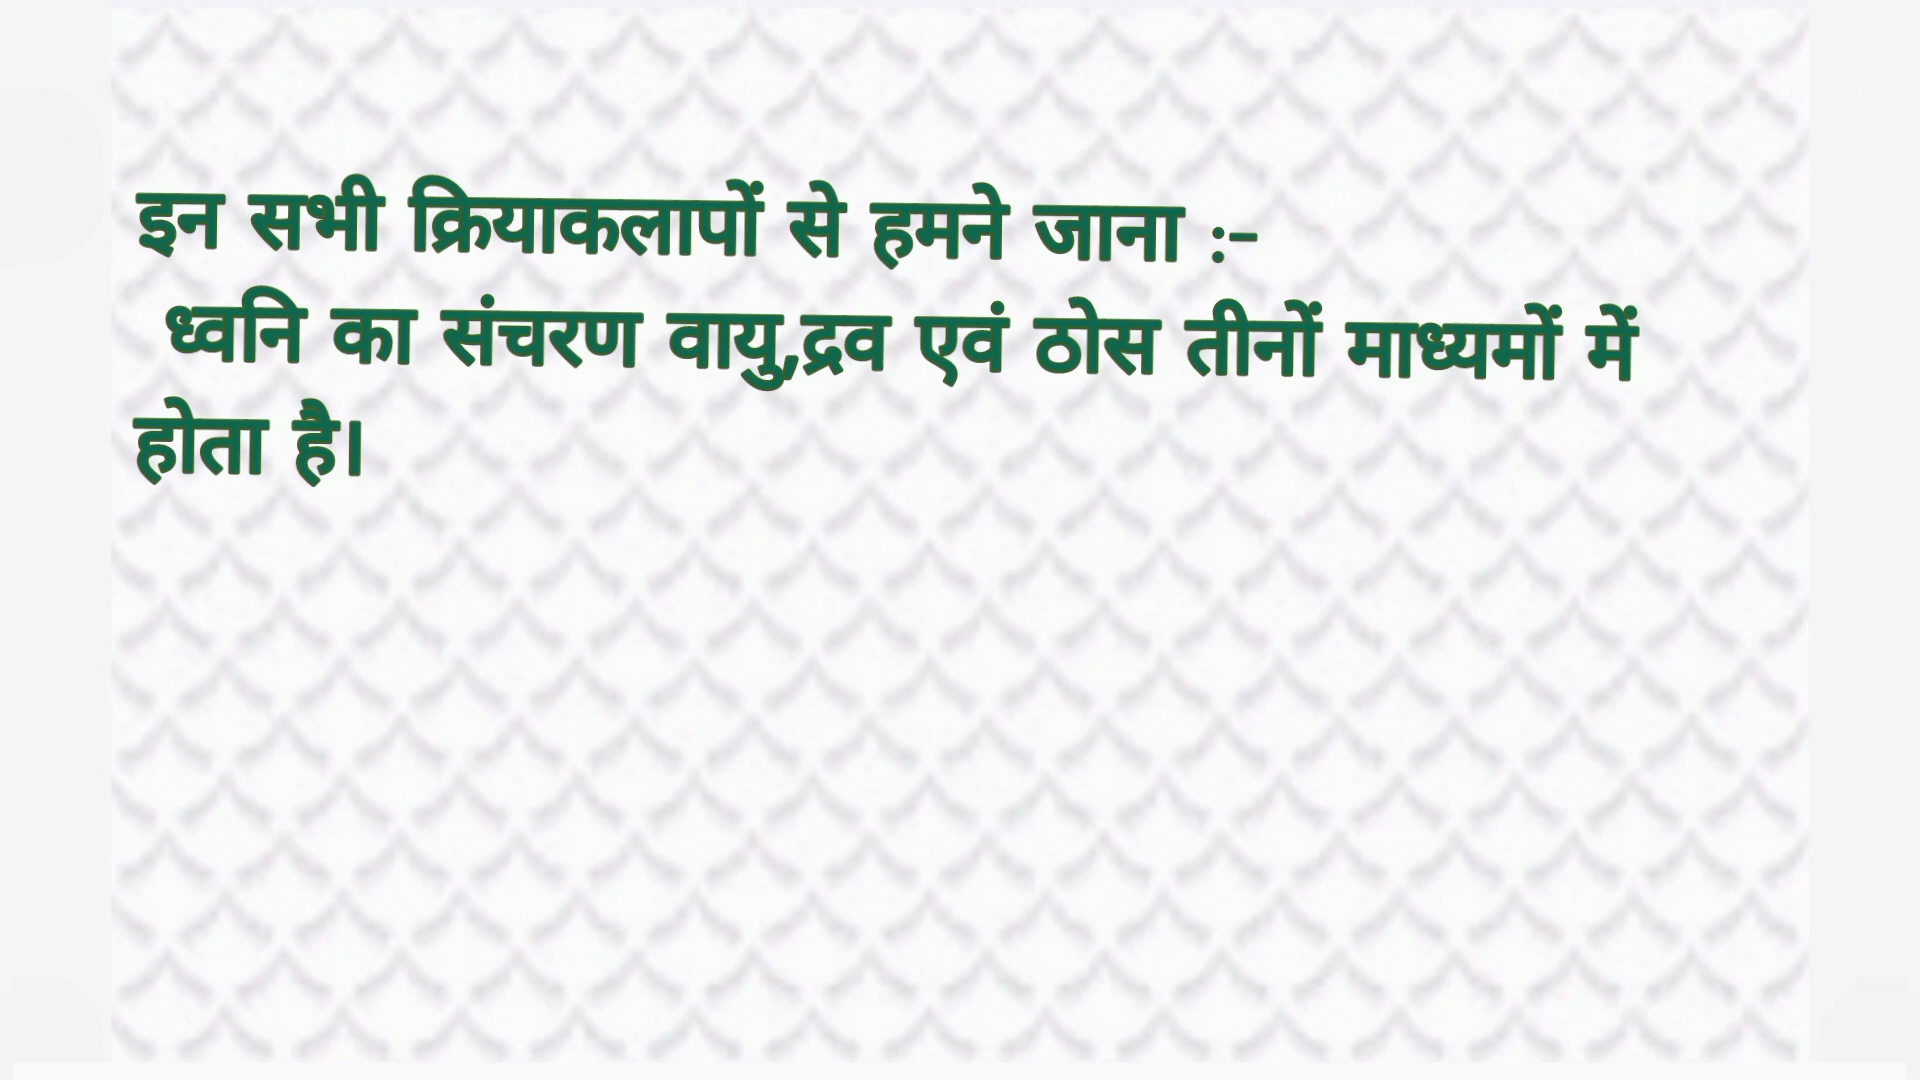 इन सभी क्रियाकलापों से हमने जाना :-
ध्वनि का संचरण वायु,द्रव एवं ठोस तीनों माध्यमों में
होता है।